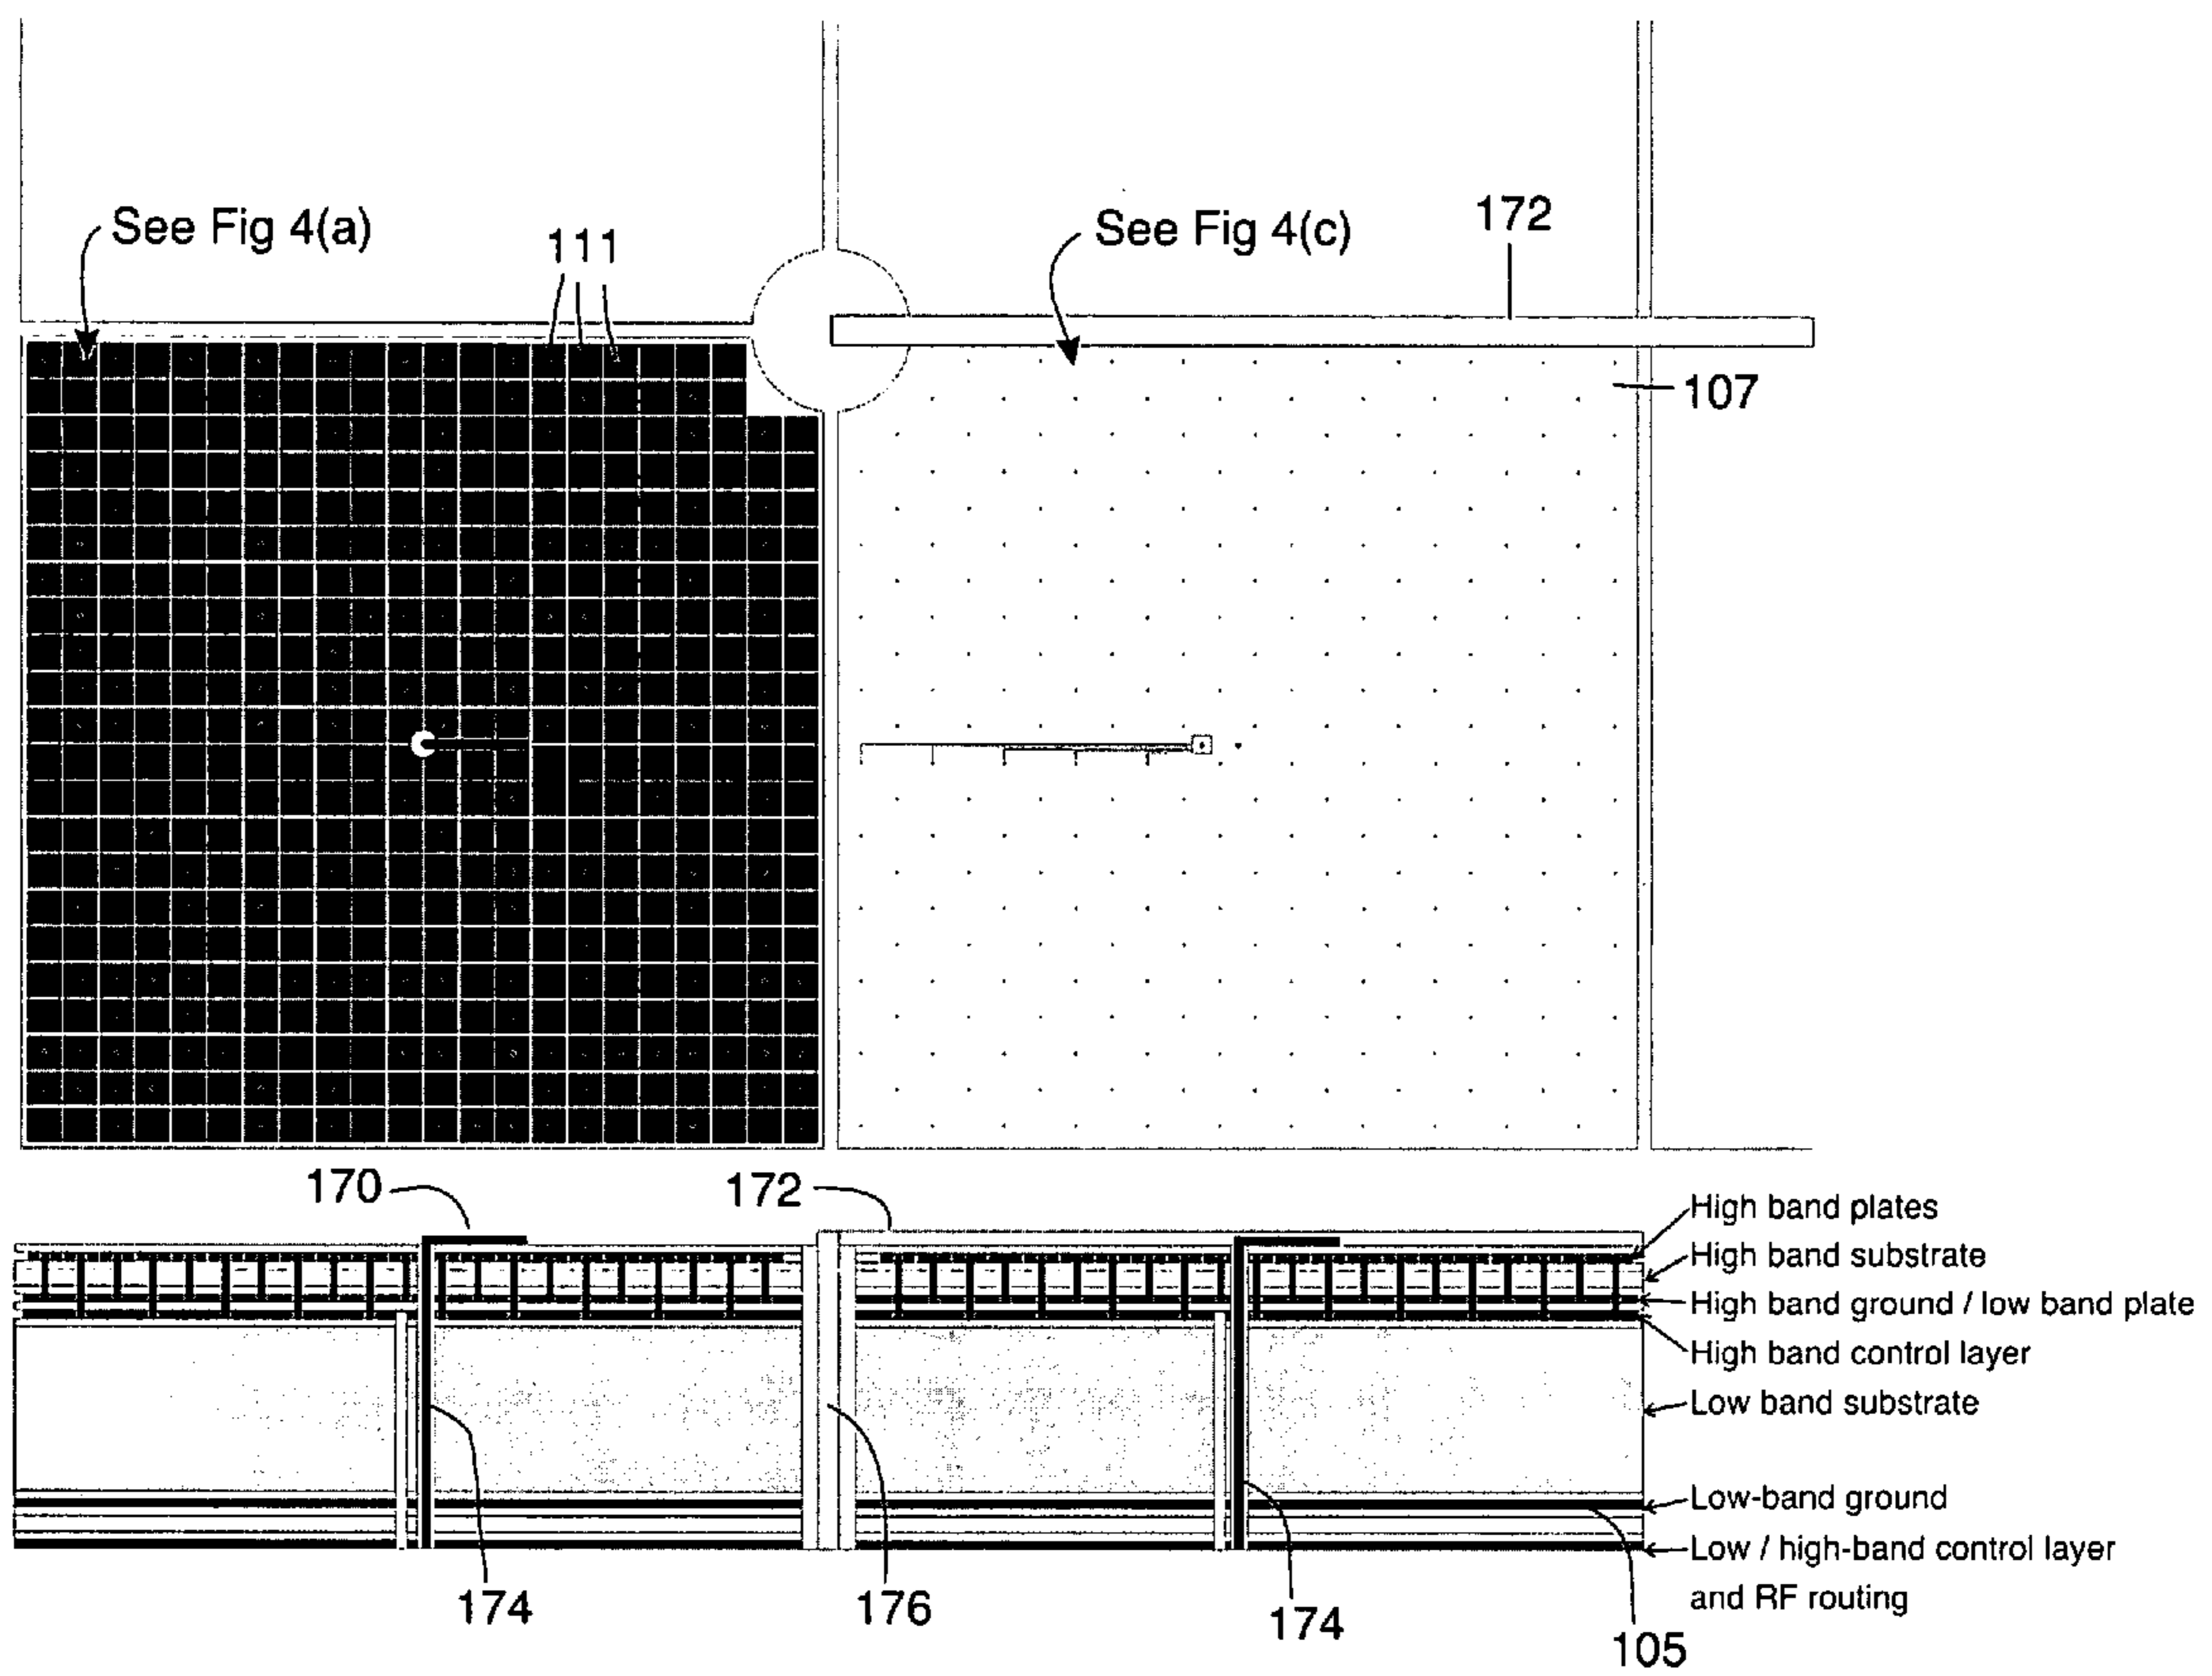 172
See Fig 4(a)
111
See Fig 4(c)
107
170
172
High band plates
High band substrate
High band ground / low band plate
High band control layer
Low band substrate
Low-band ground
Low / high-band control layer
and RF routing
174
176
174
105